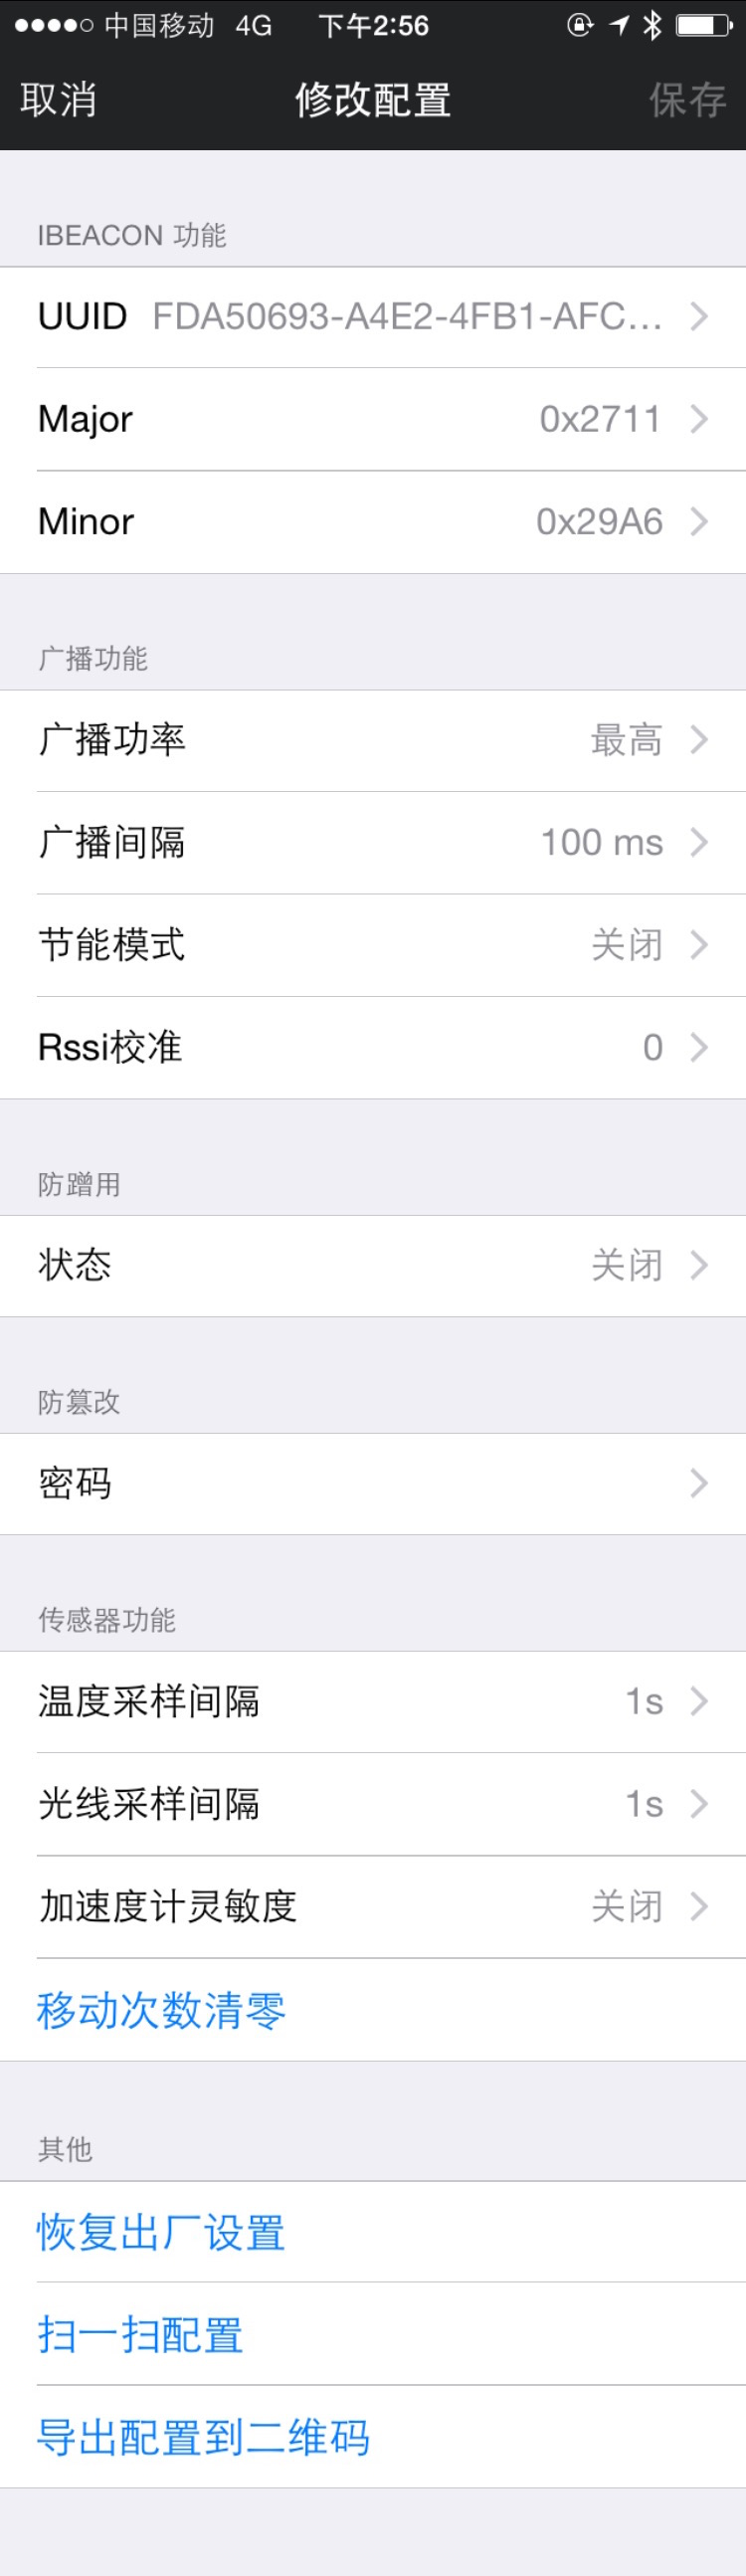 中国移动 4G 下午2:56
取消 修改配置 保存
IBEACON 功能
UUID FDA50693-A4E2-4FB1-AFC...
Major 0x2711
Minor 0x29A6
广播功能
广播功率 最高
广播间隔 100 ms
节能模式 关闭
Rssi校准 0
防蹭用
状态 关闭
防篡改
密码
传感器功能
温度采样间隔 1s
光线采样间隔 1s
加速度计灵敏度 关闭
移动次数清零
其他
恢复出厂设置
扫一扫配置
导出配置到二维码